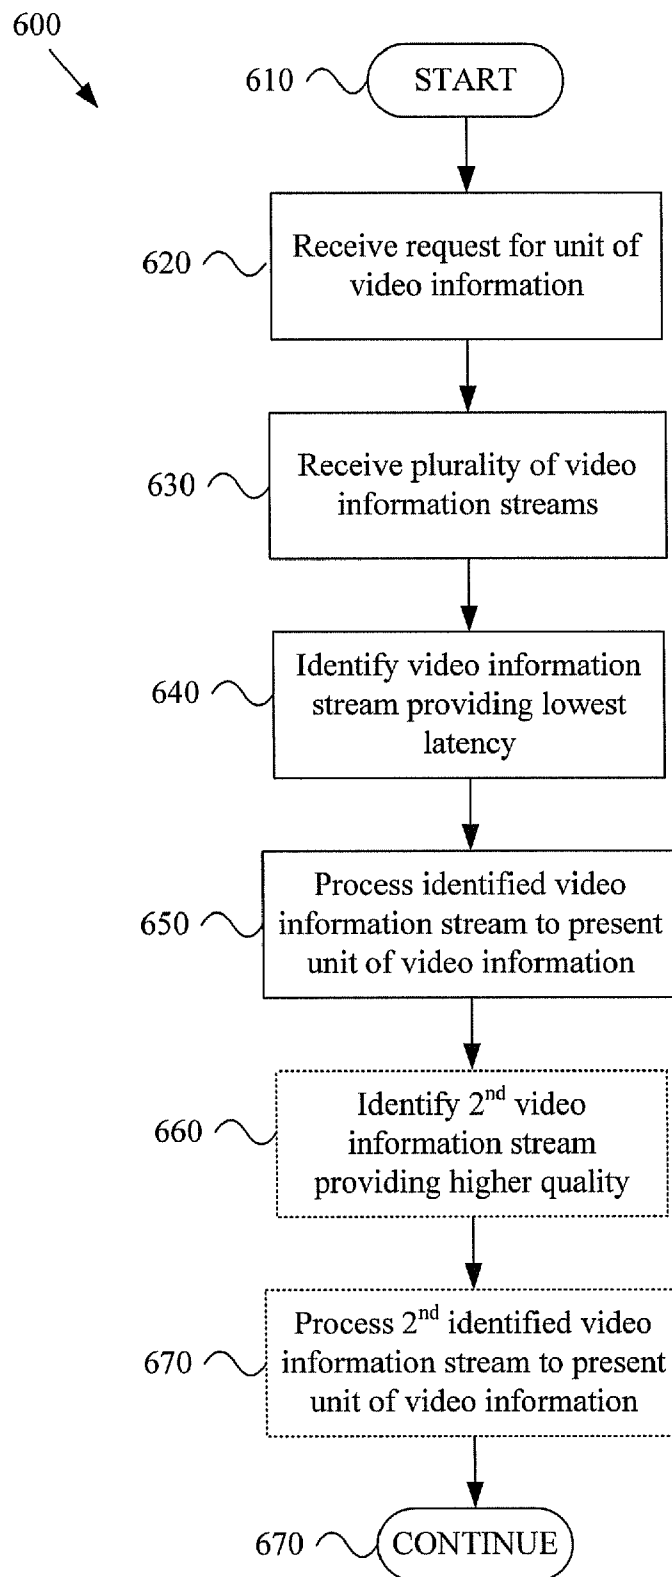 600
610
START
620
Receive request for unit of
video information
630
Receive plurality of video
information streams
640
Identify video information
stream providing lowest
latency
650
Process identified video
information stream to present
unit of video information
660
Identify 2nd video
information stream
providing higher quality
670
Process 2nd identified video
information stream to present
unit of video information
670
CONTINUE